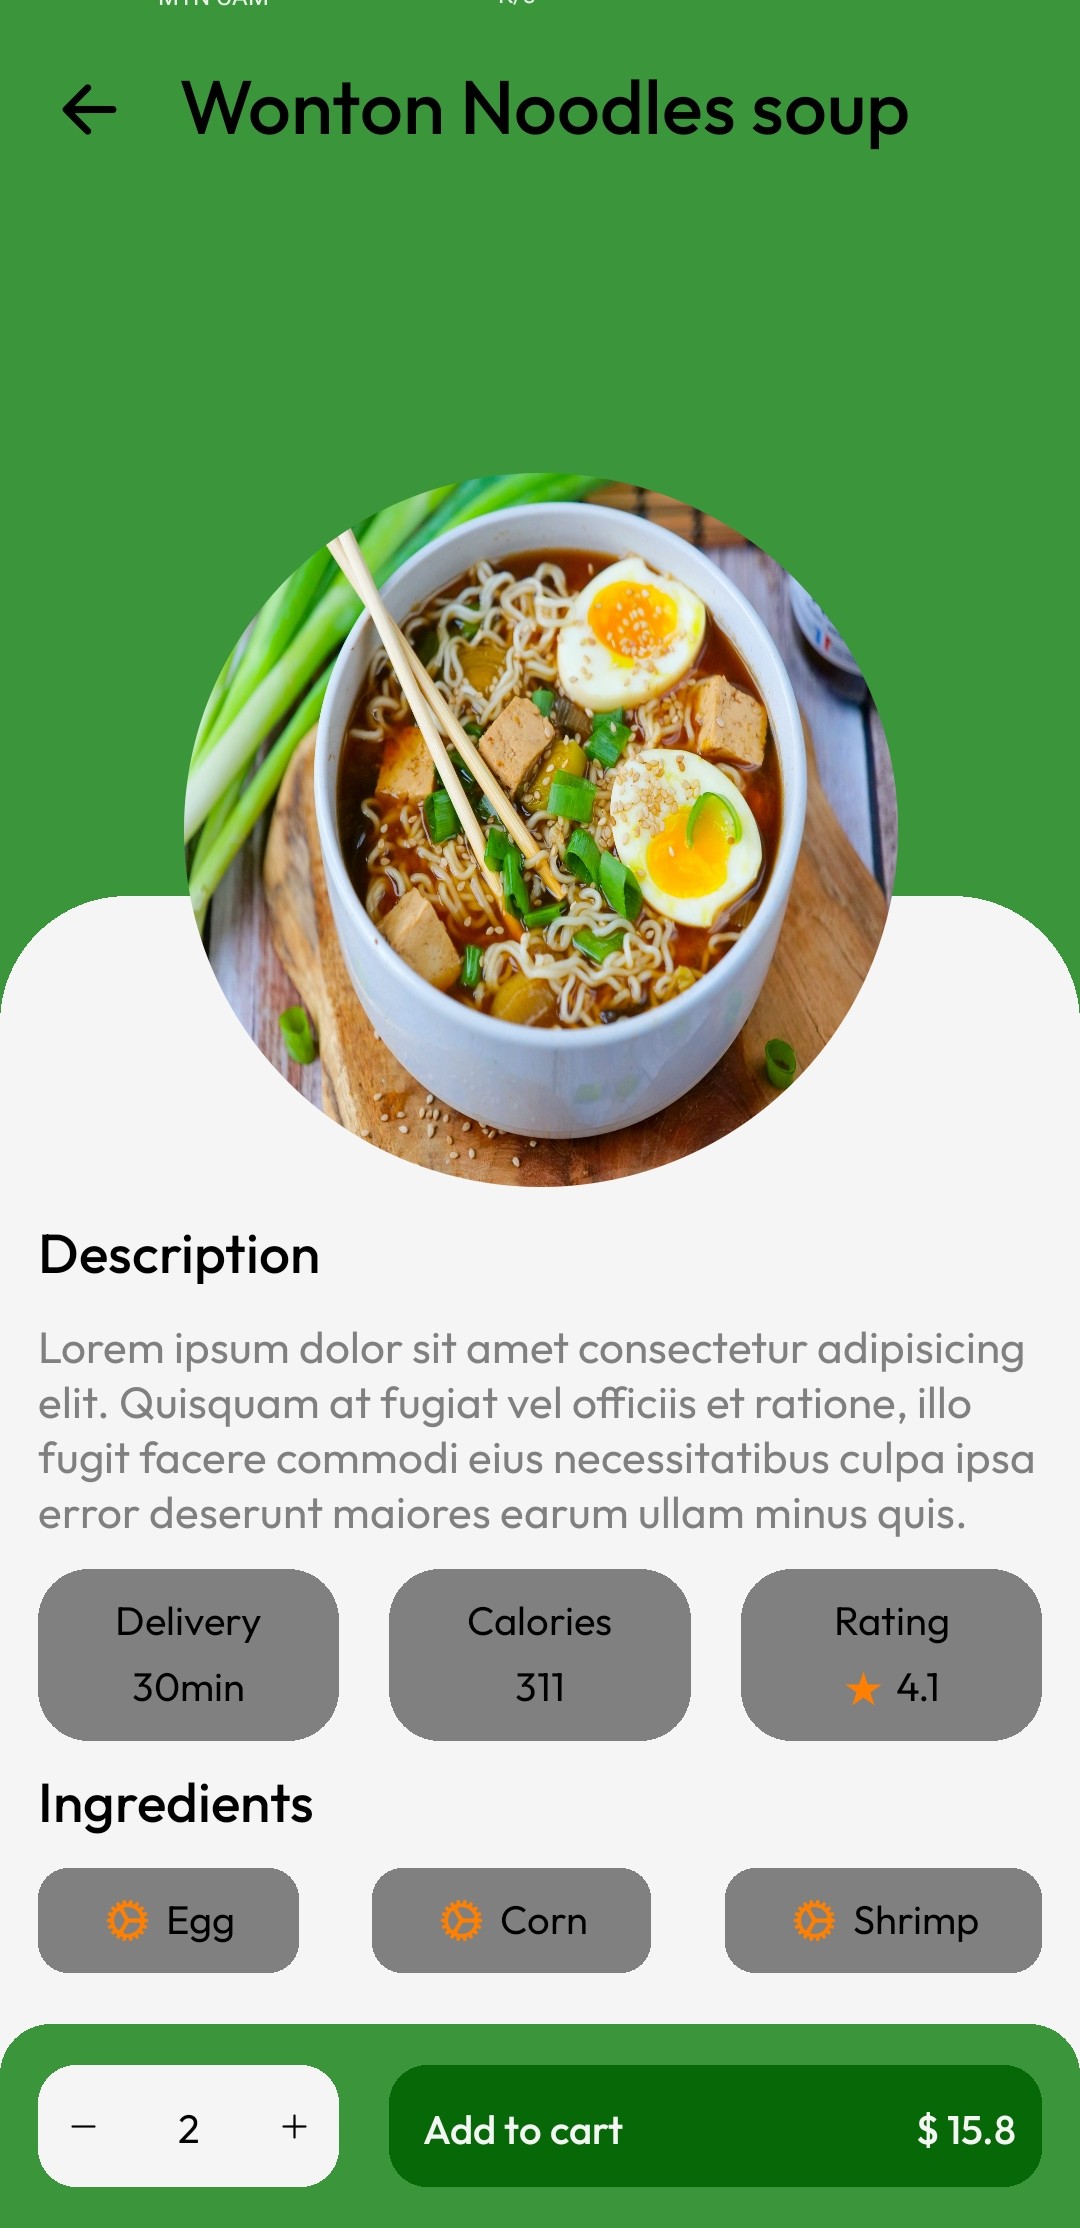 Wonton Noodles soup
Description
Lorem ipsum dolor sit amet consectetur adipisicing
elit. Quisquam at fugiat vel officiis et ratione, illo
fugit facere commodi eius necessitatibus culpa ipsa
error deserunt maiores earum ullam minus quis.
Delivery Calories Rating
30min 311 4.1
Ingredients
Egg Corn Shrimp
2 Add to cart $ 15.8